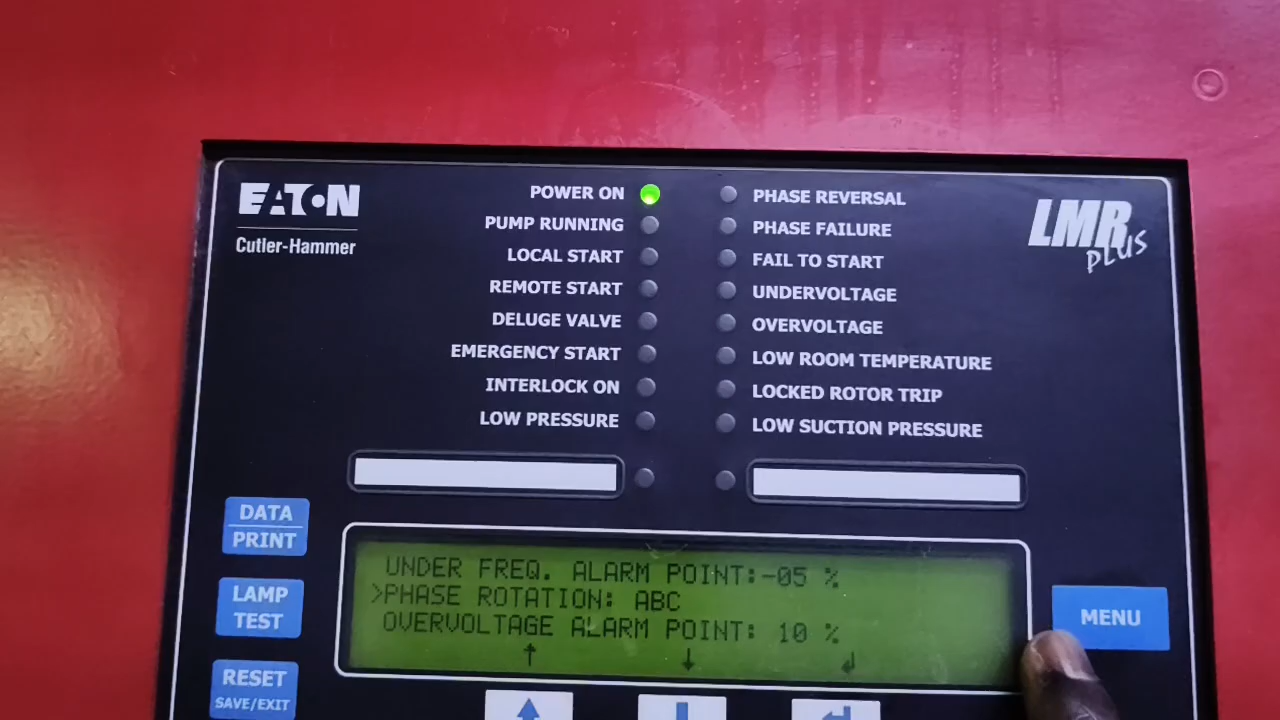 EATON
Cutler-Hammer
POWER ON
PUMP RUNNING
LOCAL START
REMOTE START
DELUGE VALVE
EMERGENCY START
INTERLOCK ON
LOW PRESSURE
PHASE REVERSAL
PHASE FAILURE
FAIL TO START
UNDERVOLTAGE
OVERVOLTAGE
LOW ROOM TEMPERATURE
LOCKED ROTOR TRIP
LOW SUCTION PRESSURE
LMR
PLUS
DATA
PRINT
LAMP
TEST
RESET
SAVE/EXIT
UNDER FREQ. ALARM POINT:-05 %
>PHASE ROTATION: ABC
OVERVOLTAGE ALARM POINT: 10 %
↑ ↓ ↲
MENU